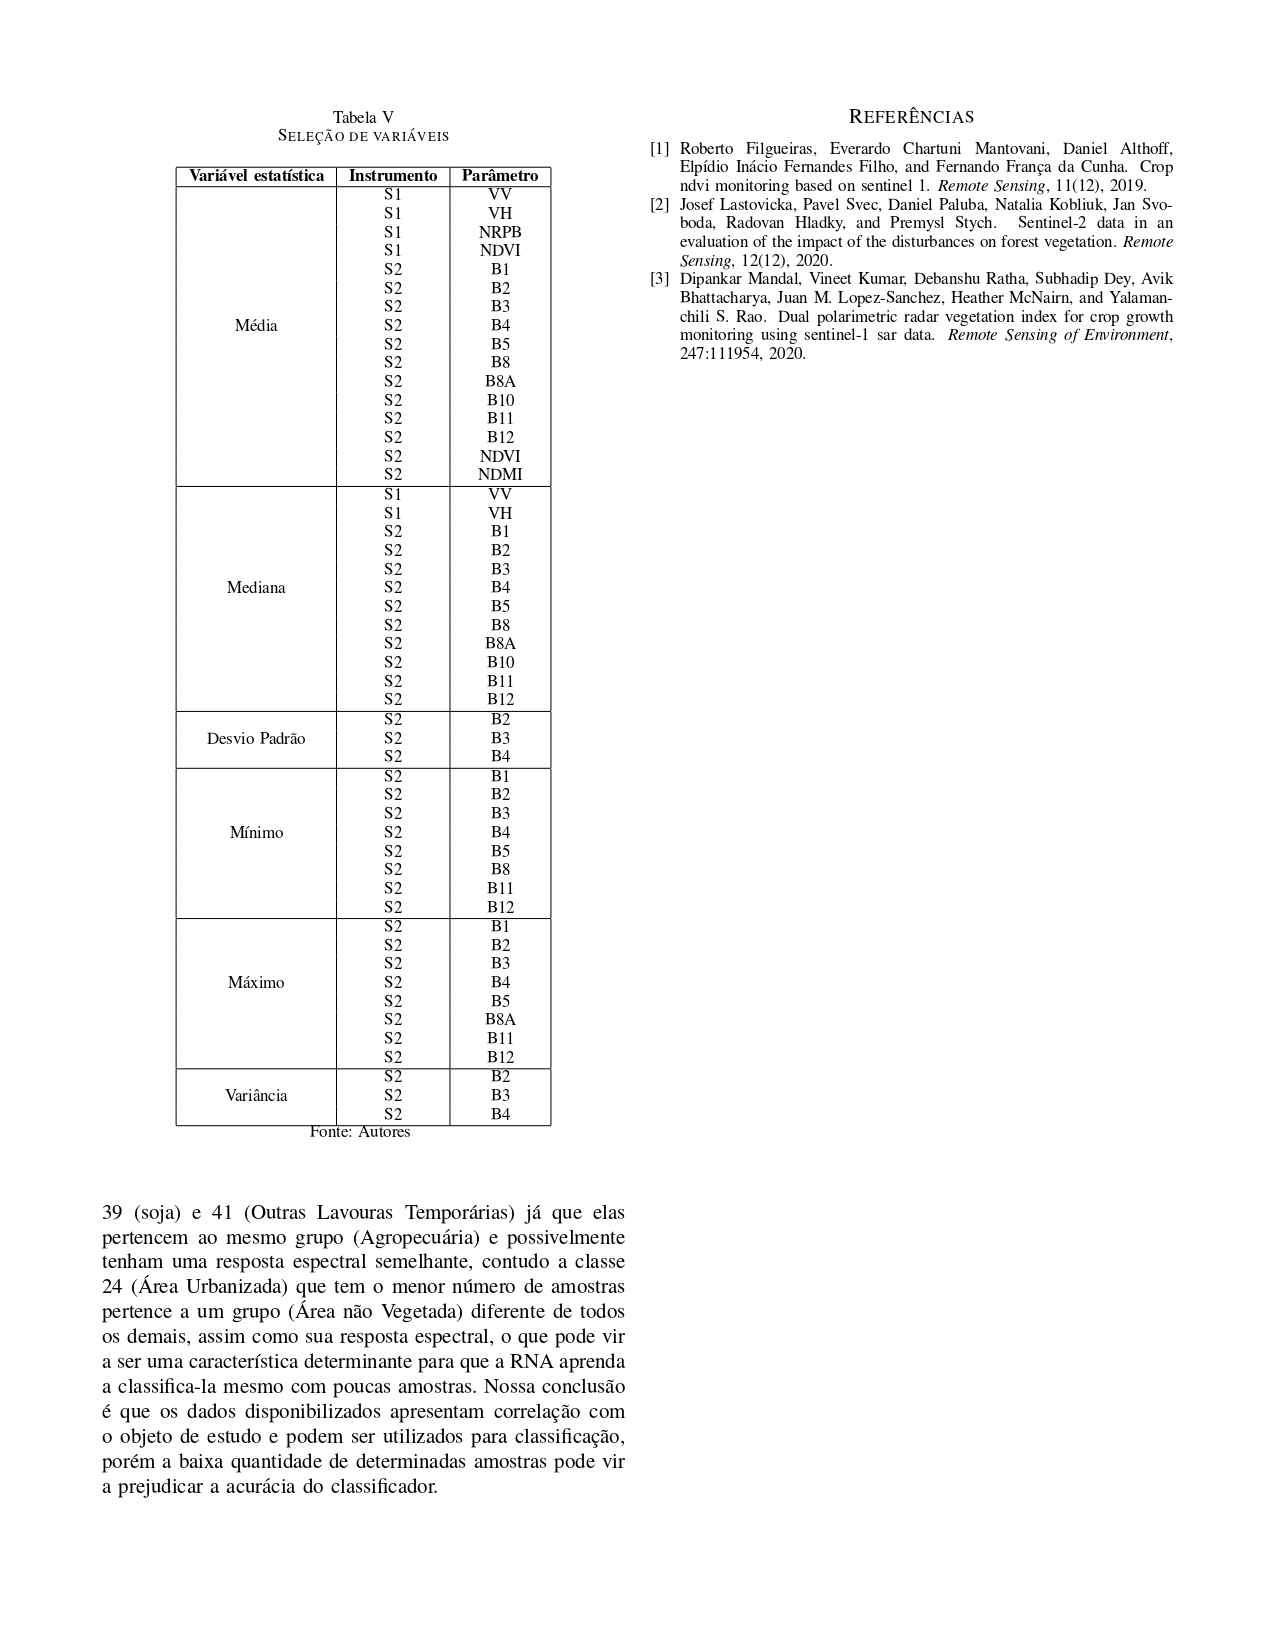 Tabela V
SELEÇÃO DE VARIÁVEIS
Variável estatística Instrumento Parâmetro
S1 VV
S1 VH
S1 NRPB
S1 NDVI
S2 B1
S2 B2
S2 B3
Média S2 B4
S2 B5
S2 B8
S2 B8A
S2 B10
S2 B11
S2 B12
S2 NDVI
S2 NDMI
S1 VV
S1 VH
S2 B1
S2 B2
S2 B3
Mediana S2 B4
S2 B5
S2 B8
S2 B8A
S2 B10
S2 B11
S2 B12
S2 B2
Desvio Padrão S2 B3
S2 B4
S2 B1
S2 B2
S2 B3
Mínimo S2 B4
S2 B5
S2 B8
S2 B11
S2 B12
S2 B1
S2 B2
S2 B3
Máximo S2 B4
S2 B5
S2 B8A
S2 B11
S2 B12
S2 B2
Variância S2 B3
S2 B4
Fonte: Autores
39 (soja) e 41 (Outras Lavouras Temporárias) já que elas
pertencem ao mesmo grupo (Agropecuária) e possivelmente
tenham uma resposta espectral semelhante, contudo a classe
24 (Área Urbanizada) que tem o menor número de amostras
pertence a um grupo (Área não Vegetada) diferente de todos
os demais, assim como sua resposta espectral, o que pode vir
a ser uma característica determinante para que a RNA aprenda
a classifica-la mesmo com poucas amostras. Nossa conclusão
é que os dados disponibilizados apresentam correlação com
o objeto de estudo e podem ser utilizados para classificação,
porém a baixa quantidade de determinadas amostras pode vir
a prejudicar a acurácia do classificador.
REFERÊNCIAS
[1] Roberto Filgueiras, Everardo Chartuni Mantovani, Daniel Althoff,
Elpídio Inácio Fernandes Filho, and Fernando França da Cunha. Crop
ndvi monitoring based on sentinel 1. Remote Sensing, 11(12), 2019.
[2] Josef Lastovicka, Pavel Svec, Daniel Paluba, Natalia Kobliuk, Jan Svo-
boda, Radovan Hladky, and Premysl Stych. Sentinel-2 data in an
evaluation of the impact of the disturbances on forest vegetation. Remote
Sensing, 12(12), 2020.
[3] Dipankar Mandal, Vineet Kumar, Debanshu Ratha, Subhadip Dey, Avik
Bhattacharya, Juan M. Lopez-Sanchez, Heather McNairn, and Yalaman-
chili S. Rao. Dual polarimetric radar vegetation index for crop growth
monitoring using sentinel-1 sar data. Remote Sensing of Environment,
247:111954, 2020.